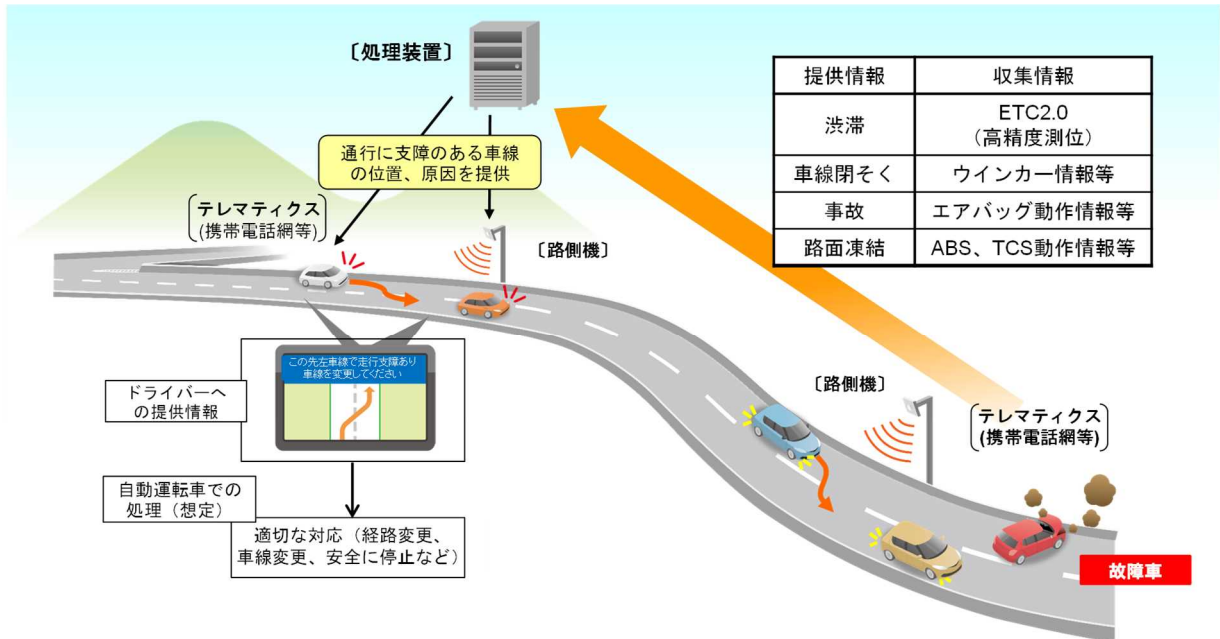 〔処理装置〕
通行に支障のある車線
の位置、原因を提供
テレマティクス
(携帯電話網等)
〔路側機〕
提供情報 収集情報
渋滞 ETC2.0
（高精度測位）
車線閉そく ウインカー情報等
事故 エアバッグ動作情報等
路面凍結 ABS、TCS動作情報等
この先左車線で走行支障あり
車線を変更してください
ドライバーへ
の提供情報
自動運転車での
処理（想定）
適切な対応（経路変更、
車線変更、安全に停止など）
〔路側機〕
テレマティクス
(携帯電話網等)
故障車